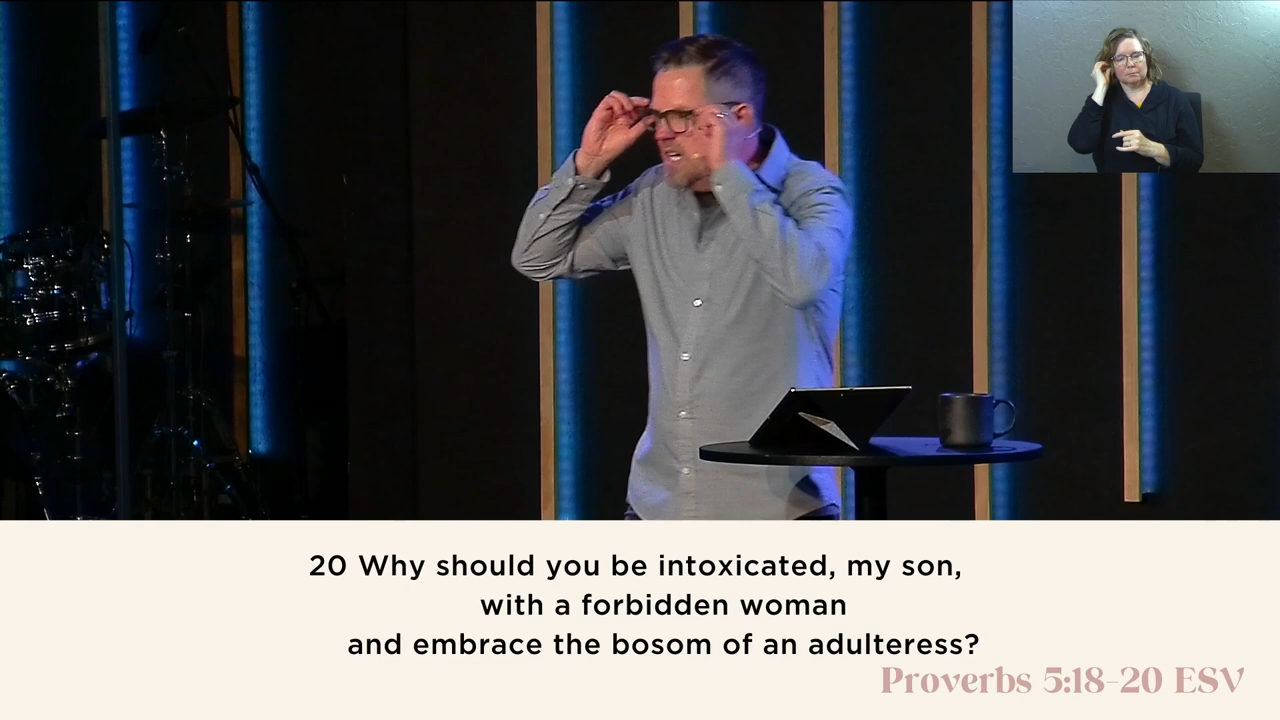 20 Why should you be intoxicated, my son,
with a forbidden woman
and embrace the bosom of an adulteress?
Proverbs 5:18-20 ESV